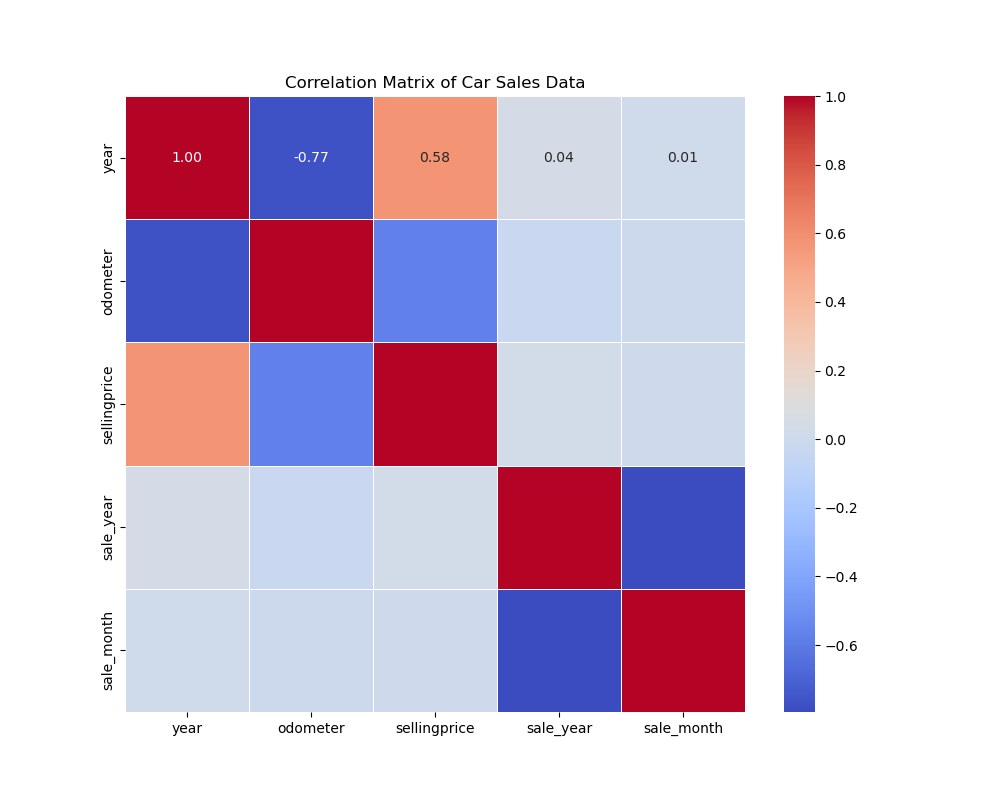 Correlation Matrix of Car Sales Data
year
1.00 -0.77 0.58 0.04 0.01
odometer
sellingprice
sale_year
sale_month
year odometer sellingprice sale_year sale_month
1.0
0.8
0.6
0.4
0.2
0.0
−0.2
−0.4
−0.6